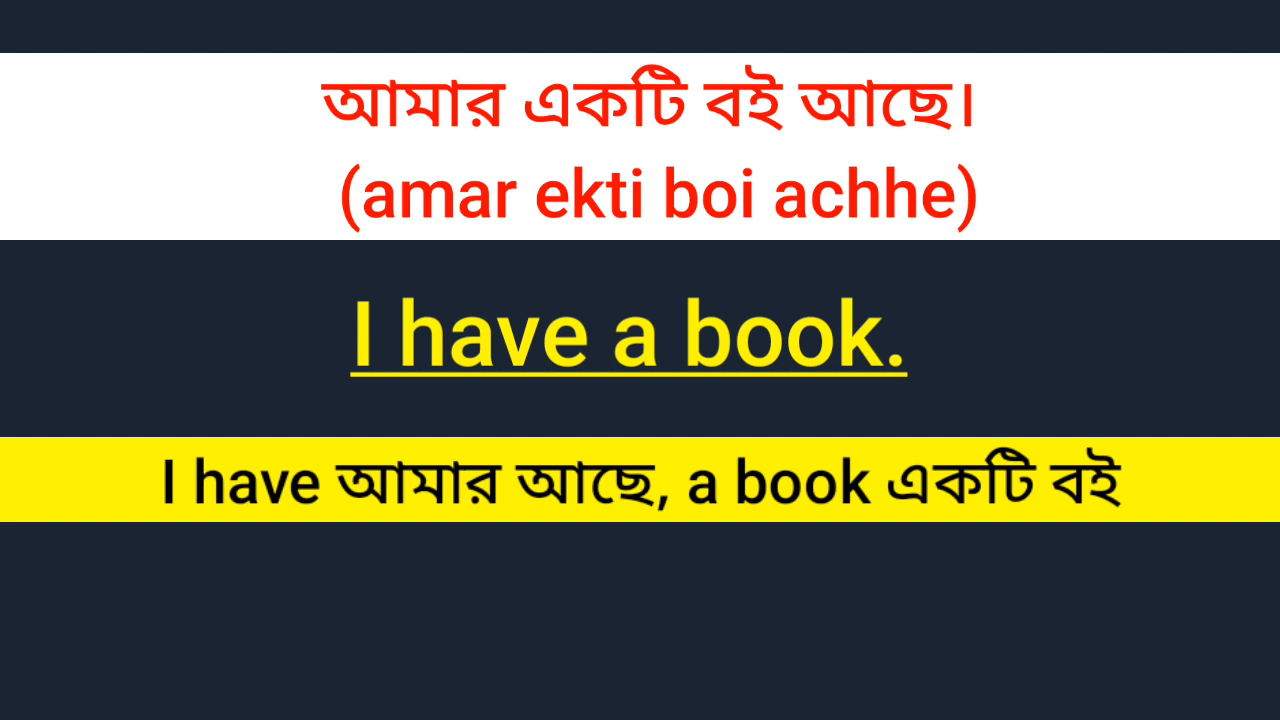 আমার একটি বই আছে।
(amar ekti boi achhe)
I have a book.
I have আমার আছে, a book একটি বই